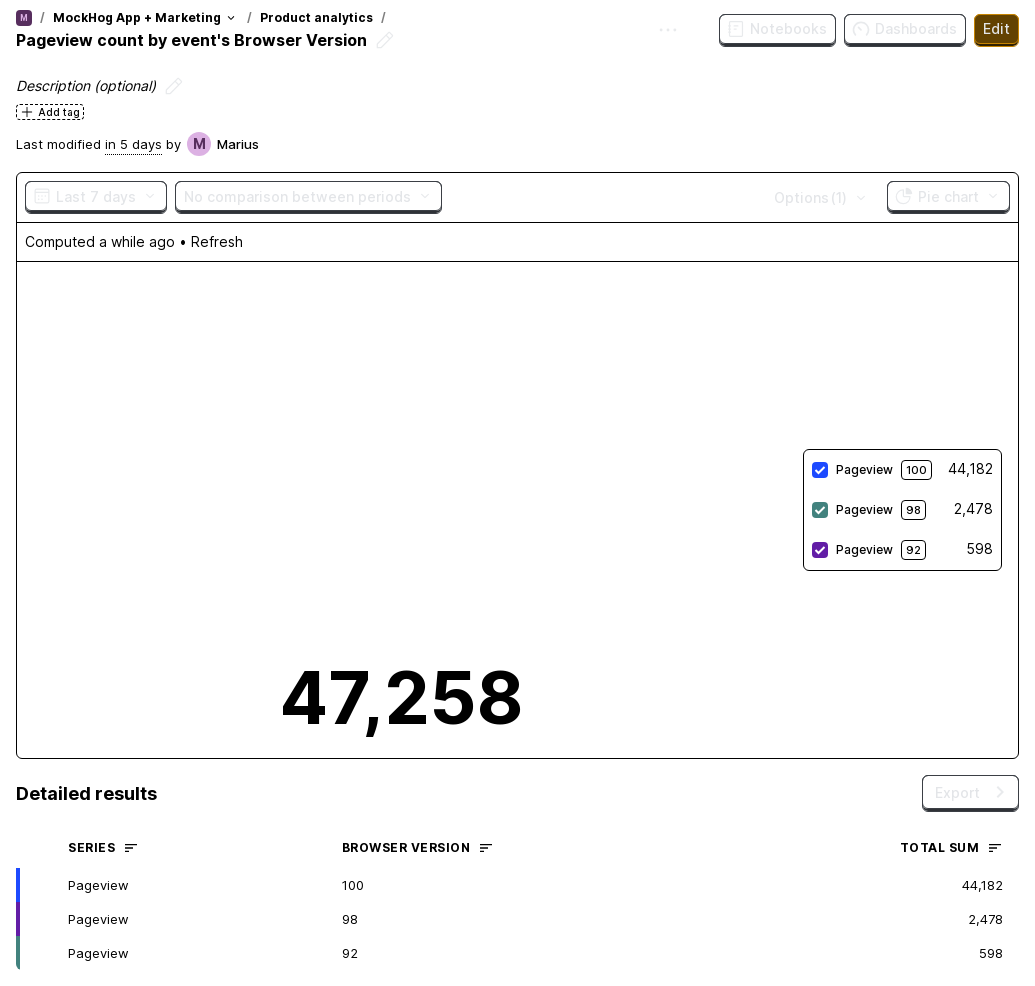 M / MockHog App + Marketing / Product analytics /
Pageview count by event's Browser Version
Notebooks
Dashboards
Edit
Description (optional)
Add tag
Last modified in 5 days by M Marius
Last 7 days
No comparison between periods
Options (1)
Pie chart
Computed a while ago • Refresh
Pageview 100 44,182
Pageview 98 2,478
Pageview 92 598
47,258
Detailed results
Export
SERIES BROWSER VERSION TOTAL SUM
Pageview 100 44,182
Pageview 98 2,478
Pageview 92 598